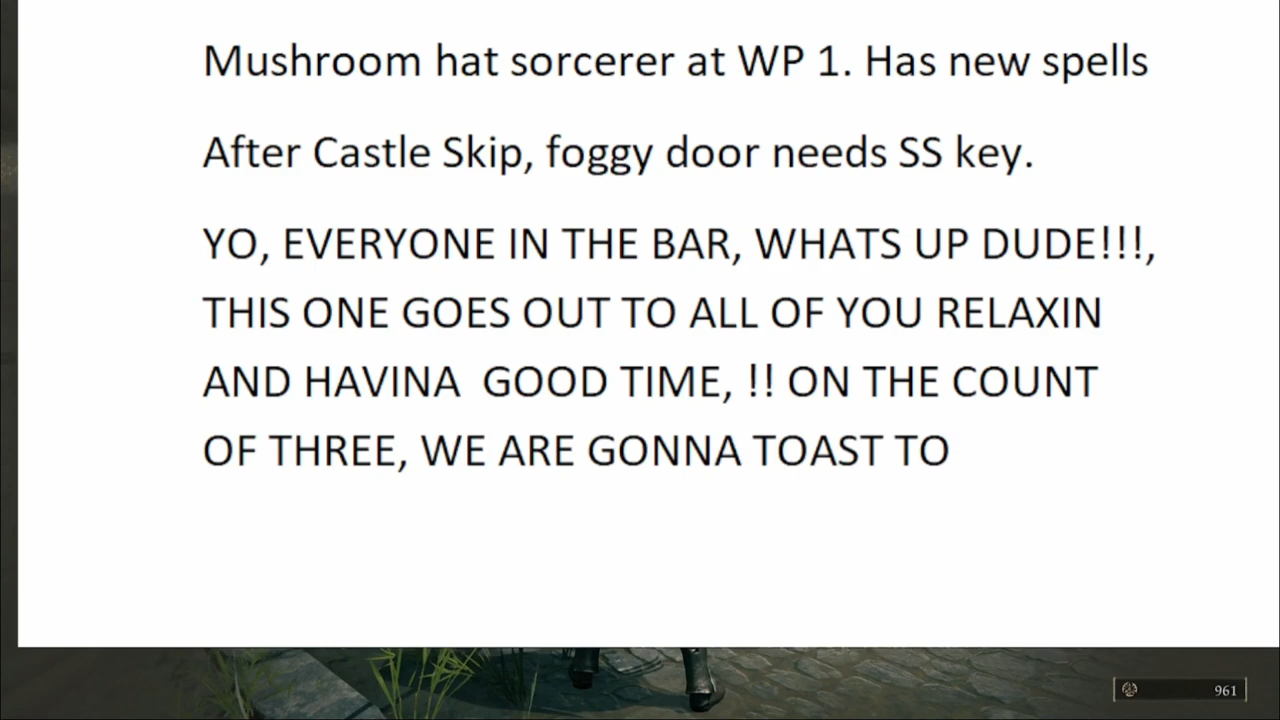 Mushroom hat sorcerer at WP 1. Has new spells
After Castle Skip, foggy door needs SS key.
YO, EVERYONE IN THE BAR, WHATS UP DUDE!!!,
THIS ONE GOES OUT TO ALL OF YOU RELAXIN
AND HAVINA  GOOD TIME, !! ON THE COUNT
OF THREE, WE ARE GONNA TOAST TO
961